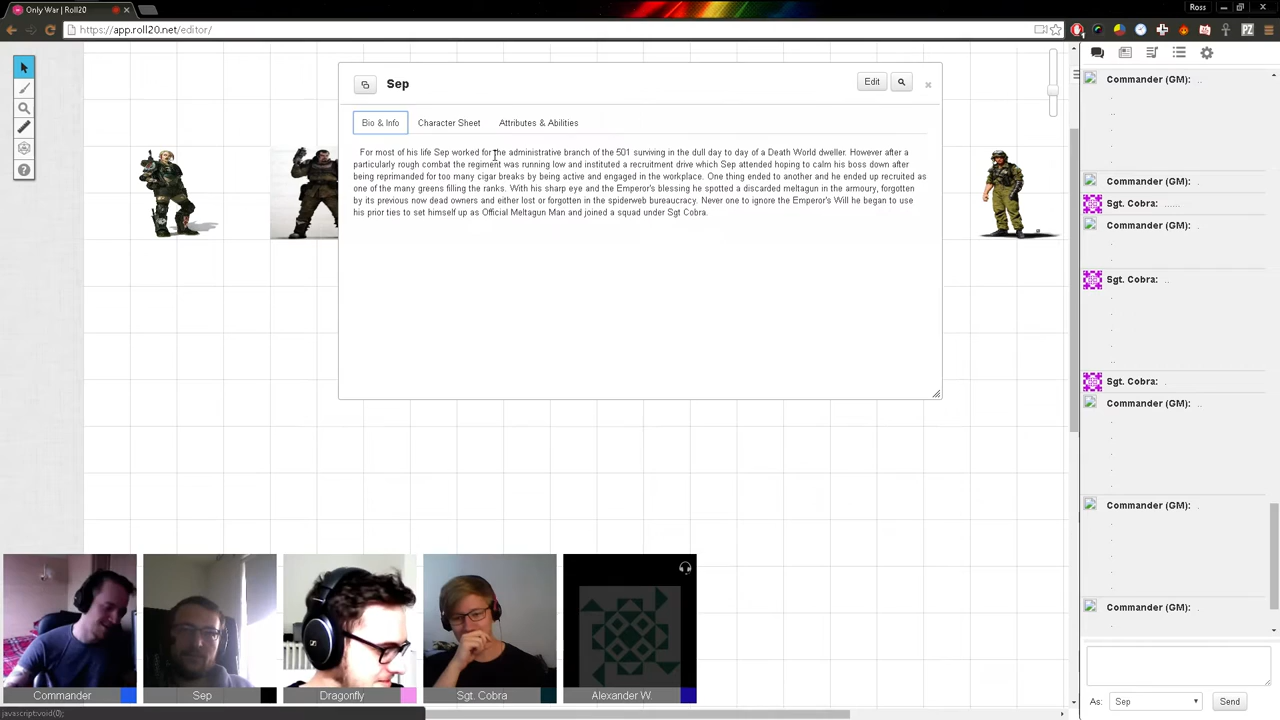 Only War | Roll20
Ross
https://app.roll20.net/editor/
PZ
Sep
Edit
Bio & Info
Character Sheet
Attributes & Abilities
For most of his life Sep worked for the administrative branch of the 501 surviving in the dull day to day of a Death World dweller. However after a
particularly rough combat the regiment was running low and instituted a recruitment drive which Sep attended hoping to calm his boss down after
being reprimanded for too many cigar breaks by being active and engaged in the workplace. One thing ended to another and he ended up recruited as
one of the many greens filling the ranks. With his sharp eye and the Emperor's blessing he spotted a discarded meltagun in the armoury, forgotten
by its previous now dead owners and either lost or forgotten in the spiderweb bureaucracy. Never one to ignore the Emperor's Will he began to use
his prior ties to set himself up as Official Meltagun Man and joined a squad under Sgt Cobra.
Commander (GM): ..
.
..
.
Commander (GM): .
Sgt. Cobra: ......
Commander (GM): .
.
Sgt. Cobra: ..
.
.
..
Sgt. Cobra: .
Commander (GM): ..
.
.
.
.
Commander (GM): .
.
.
.
Commander (GM): .
.
As:
Sep
Send
Commander
Sep
Dragonfly
Sgt. Cobra
Alexander W.
javascript:void(0);